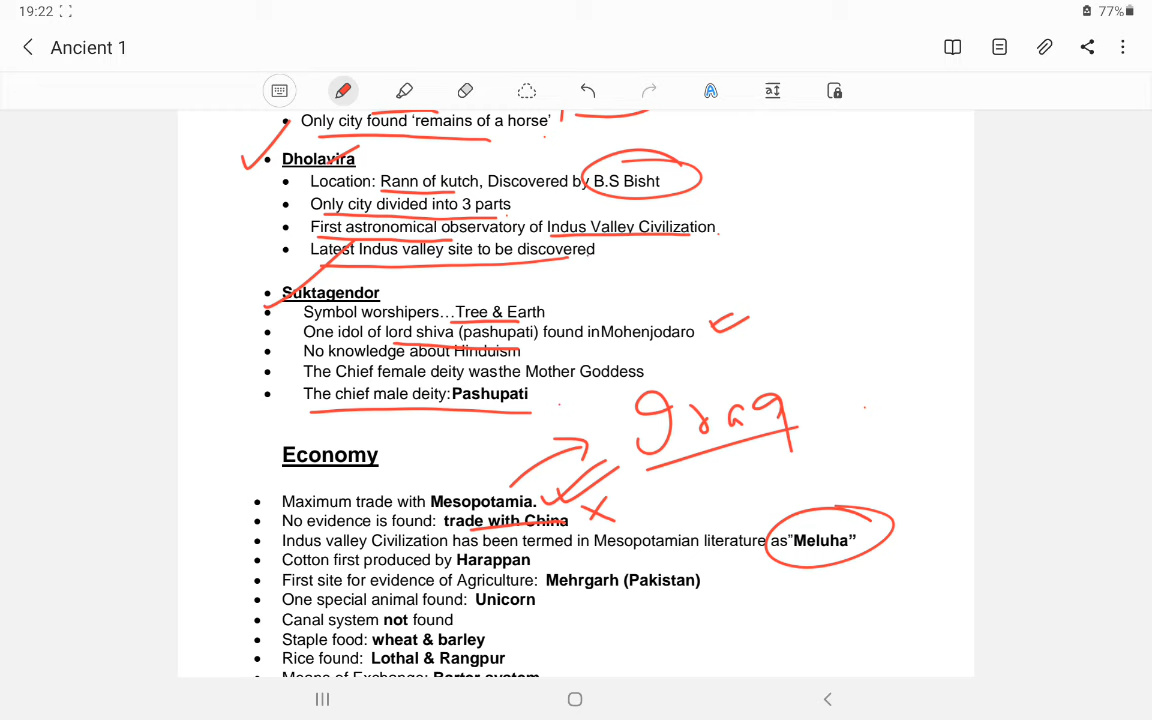 19:22
77%
Ancient 1
Only city found ‘remains of a horse’
Dholavira
Location: Rann of kutch, Discovered by B.S Bisht
Only city divided into 3 parts
First astronomical observatory of Indus Valley Civilization
Latest Indus valley site to be discovered
Suktagendor
Symbol worshipers…Tree & Earth
One idol of lord shiva (pashupati) found inMohenjodaro
No knowledge about Hinduism
The Chief female deity wasthe Mother Goddess
The chief male deity:Pashupati
Iraq
Economy
Maximum trade with Mesopotamia.
No evidence is found: trade with China
Indus valley Civilization has been termed in Mesopotamian literature as”Meluha”
Cotton first produced by Harappan
First site for evidence of Agriculture: Mehrgarh (Pakistan)
One special animal found: Unicorn
Canal system not found
Staple food: wheat & barley
Rice found: Lothal & Rangpur
Means of Exchange: Barter system